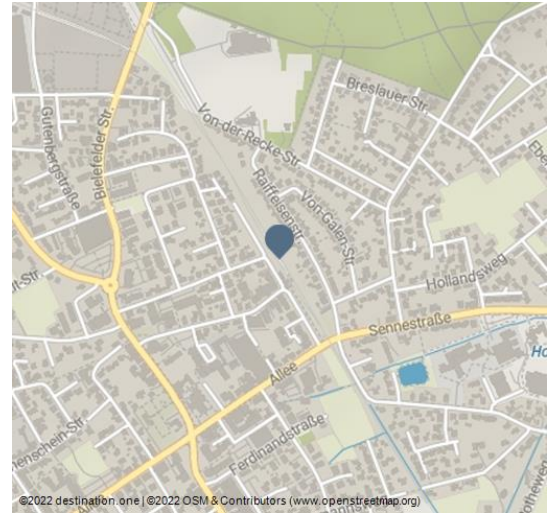 Breslauer Str.
Gutenbergstraße
Bielefelder Str.
Von-der-Recke-Str.
Raiffeisenstr.
Von-Galen-Str.
Hollandsweg
Sennestraße
Allee
Ferdinandstraße
Allee
©2022 destination.one | ©2022 OSM & Contributors (www.openstreetmap.org)